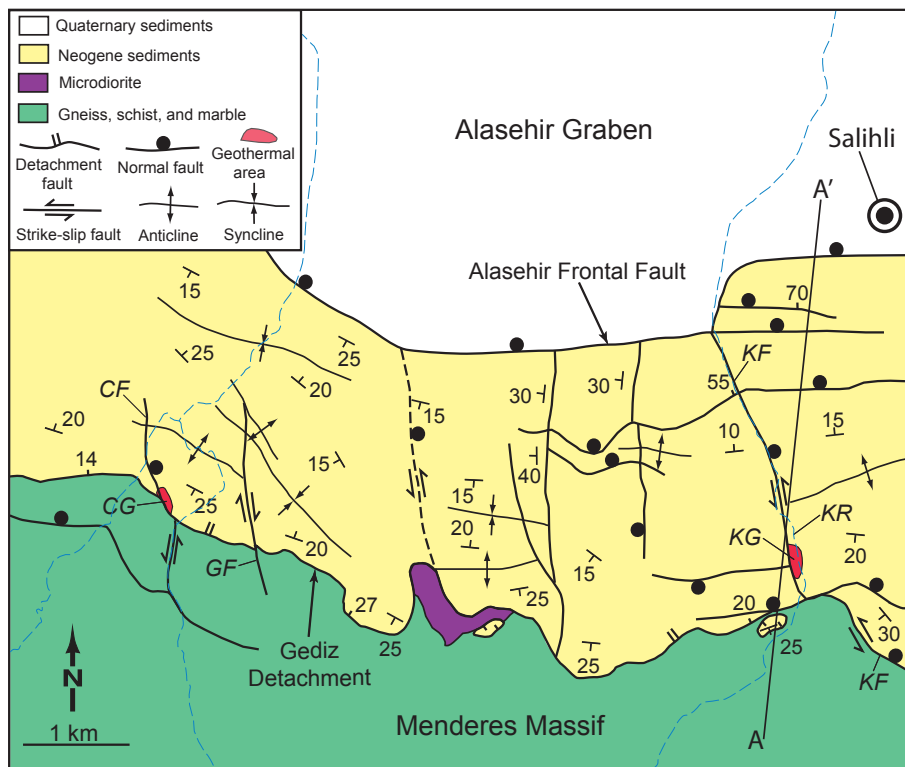 Quaternary sediments
Neogene sediments
Microdiorite
Gneiss, schist, and marble
Detachment
fault
Normal fault
Geothermal
area
Strike-slip fault
Anticline
Syncline
Alasehir Graben
Salihli
A'
Alasehir Frontal Fault
15
70
25
25
20
KF
55
30
30
CF
20
15
10
15
14
15
40
CG
25
15
20
KG
KR
20
GF
20
15
27
25
20
30
25
25
25
Gediz
Detachment
KF
N
1 km
Menderes Massif
A